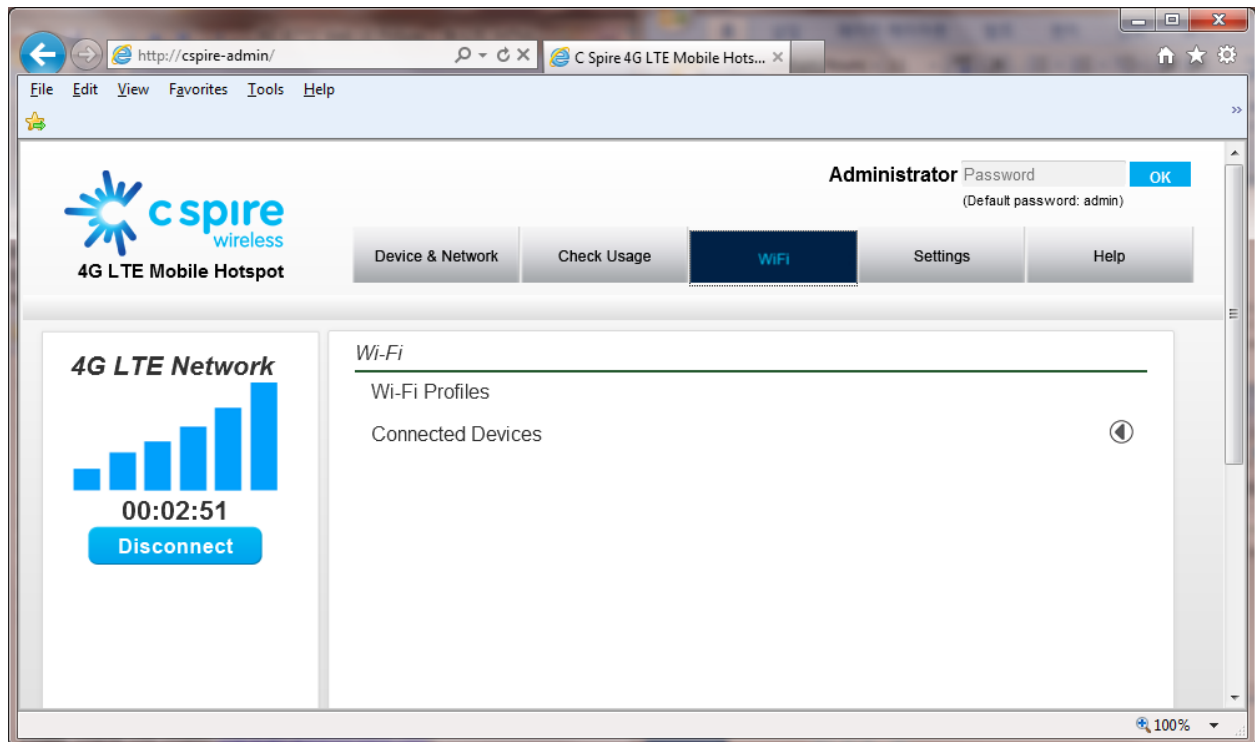 http://cspire-admin/
C Spire 4G LTE Mobile Hots...
File Edit View Favorites Tools Help
c spire
wireless
4G LTE Mobile Hotspot
Administrator Password OK
(Default password: admin)
Device & Network Check Usage WiFi Settings Help
4G LTE Network
00:02:51
Disconnect
Wi-Fi
Wi-Fi Profiles
Connected Devices
100%